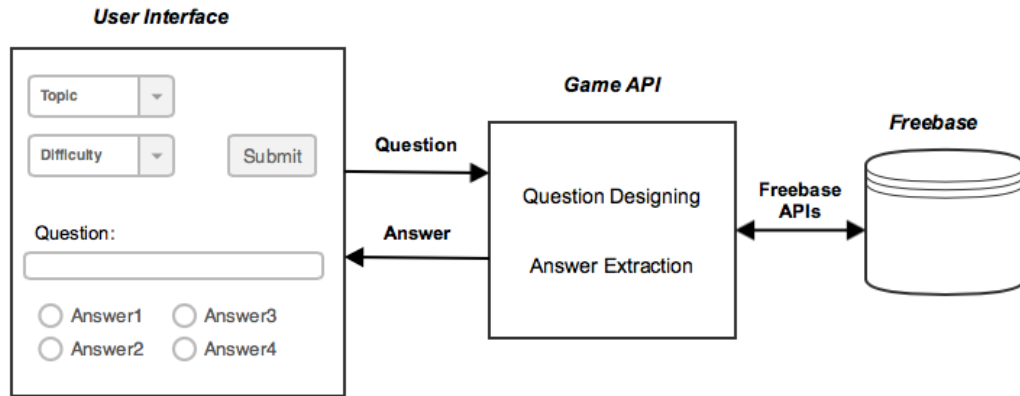 User Interface
Topic
Difficulty
Submit
Question:
Answer1
Answer3
Answer2
Answer4
Question
Answer
Game API
Question Designing
Answer Extraction
Freebase
APIs
Freebase